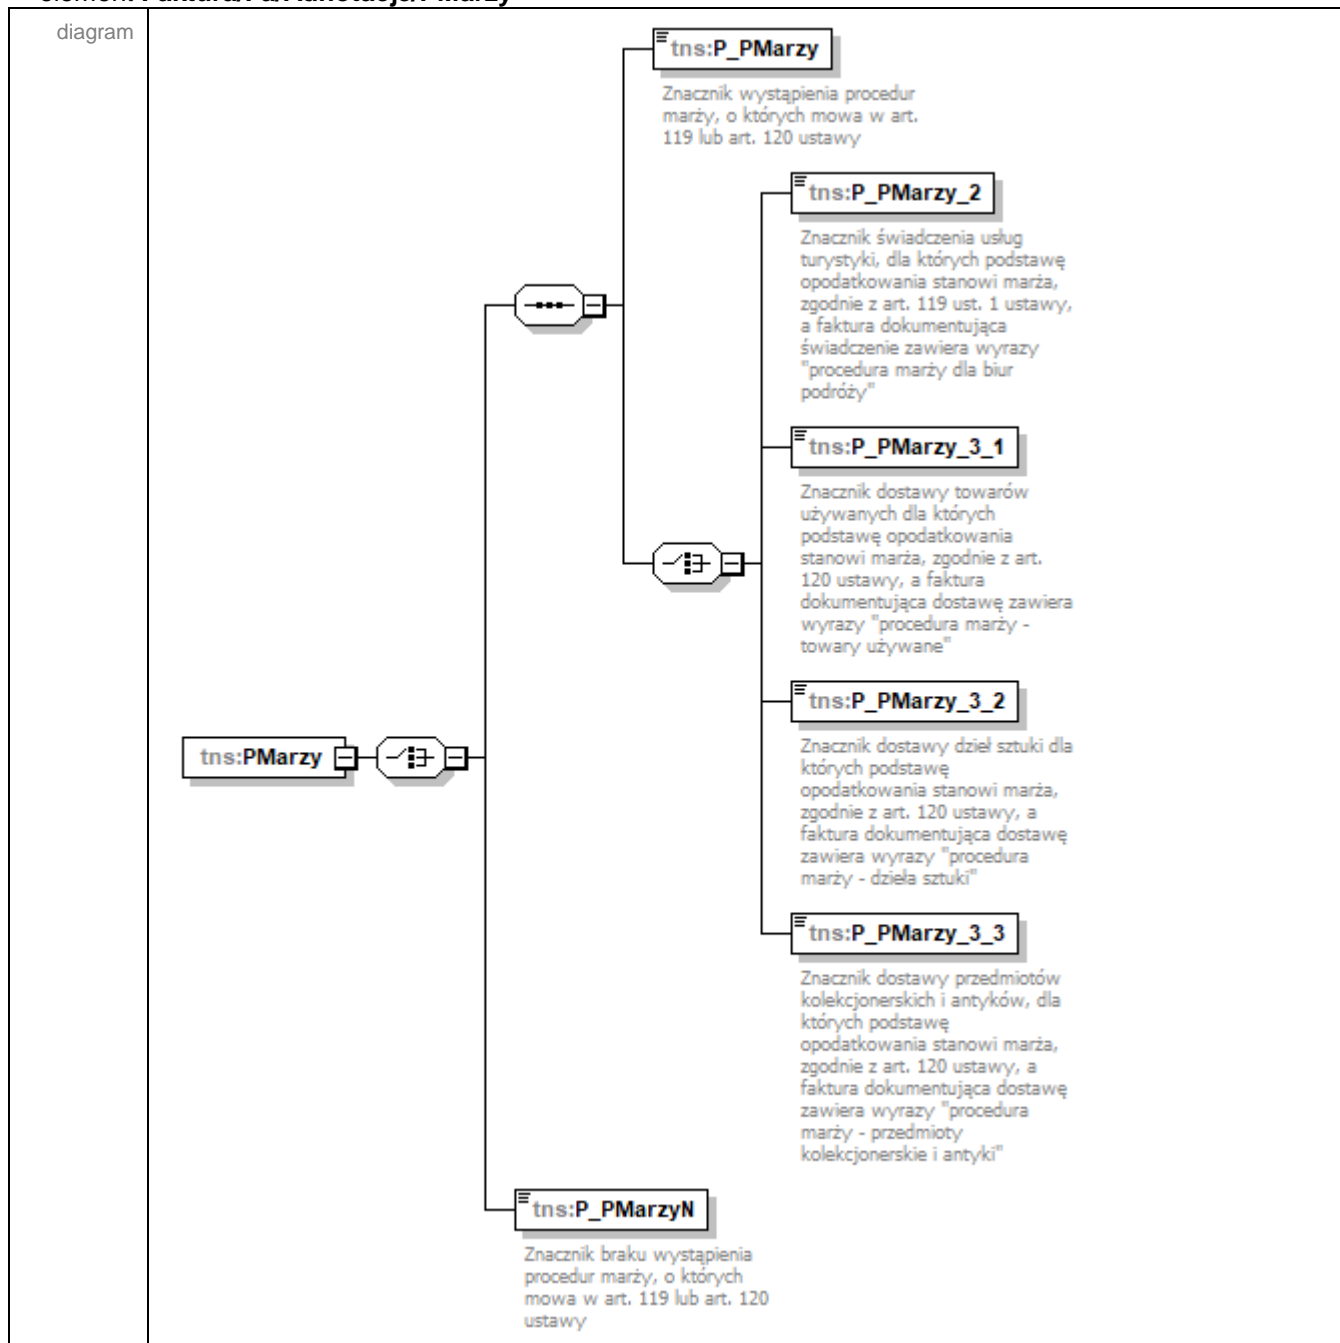 element Faktura/Fa/Adnotacje/PMarzy
diagram
tns:P_PMarzy
Znacznik wystąpienia procedur
marży, o których mowa w art.
119 lub art. 120 ustawy
tns:P_PMarzy_2
Znacznik świadczenia usług
turystyki, dla których podstawę
opodatkowania stanowi marża,
zgodnie z art. 119 ust. 1 ustawy,
a faktura dokumentująca
świadczenie zawiera wyrazy
"procedura marży dla biur
podróży"
tns:P_PMarzy_3_1
Znacznik dostawy towarów
używanych dla których
podstawę opodatkowania
stanowi marża, zgodnie z art.
120 ustawy, a faktura
dokumentująca dostawę zawiera
wyrazy "procedura marży -
towary używane"
tns:P_PMarzy_3_2
Znacznik dostawy dzieł sztuki dla
których podstawę
opodatkowania stanowi marża,
zgodnie z art. 120 ustawy, a
faktura dokumentująca dostawę
zawiera wyrazy "procedura
marży - dzieła sztuki"
tns:PMarzy
tns:P_PMarzy_3_3
Znacznik dostawy przedmiotów
kolekcjonerskich i antyków, dla
których podstawę
opodatkowania stanowi marża,
zgodnie z art. 120 ustawy, a
faktura dokumentująca dostawę
zawiera wyrazy "procedura
marży - przedmioty
kolekcjonerskie i antyki"
tns:P_PMarzyN
Znacznik braku wystąpienia
procedur marży, o których
mowa w art. 119 lub art. 120
ustawy